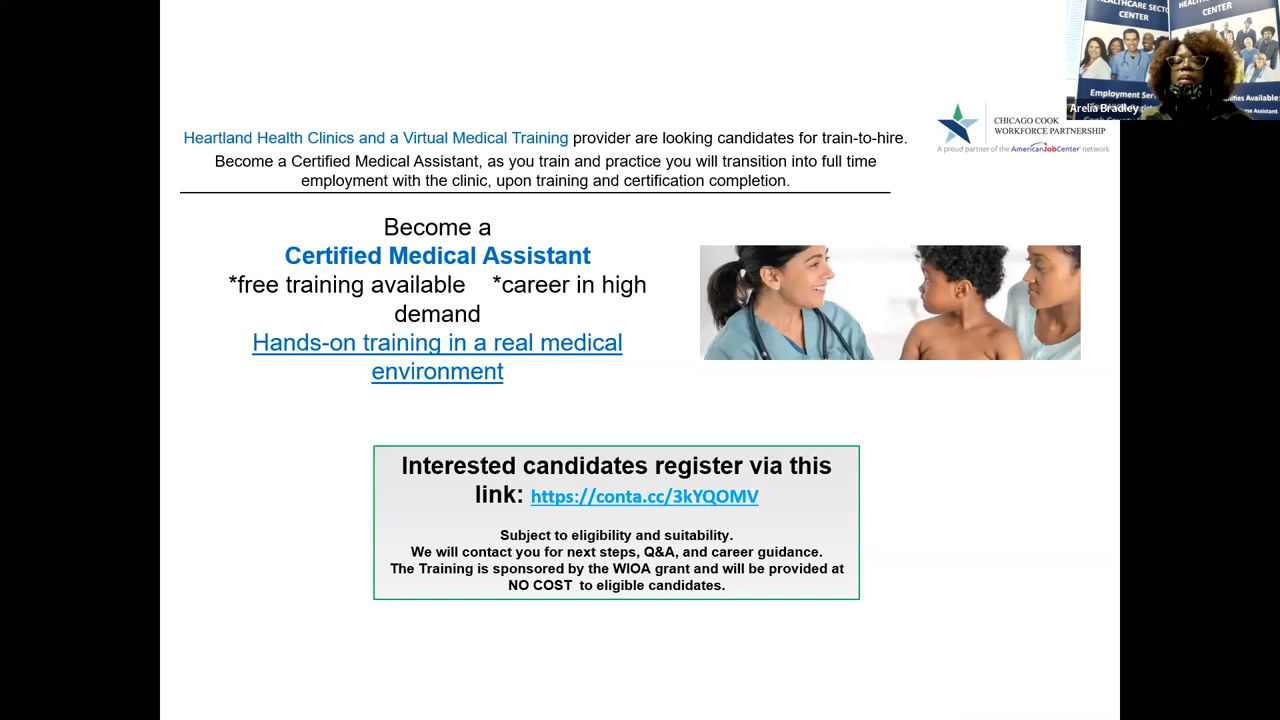 HEALTHCARE SECTO
CENTER
CENTER
Employment Ser
Arelia Bradley
CHICAGO COOK
WORKFORCE PARTNERSHIP
A proud partner of the AmericanJobCenter network
Heartland Health Clinics and a Virtual Medical Training provider are looking candidates for train-to-hire.
Become a Certified Medical Assistant, as you train and practice you will transition into full time
employment with the clinic, upon training and certification completion.
Become a
Certified Medical Assistant
*free training available *career in high
demand
Hands-on training in a real medical
environment
Interested candidates register via this
link: https://conta.cc/3kYQOMV
Subject to eligibility and suitability.
We will contact you for next steps, Q&A, and career guidance.
The Training is sponsored by the WIOA grant and will be provided at
NO COST to eligible candidates.